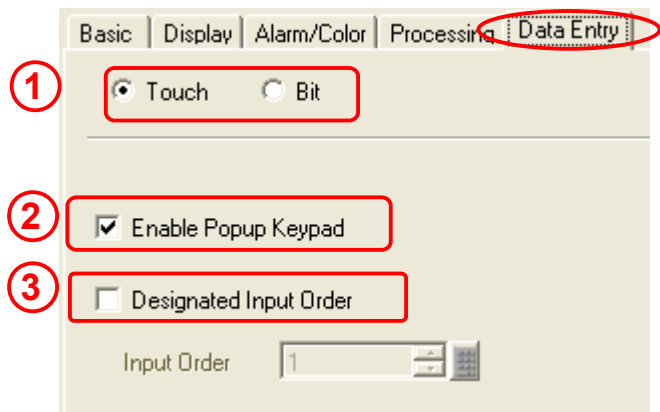 Basic Display Alarm/Color Processing Data Entry
1 Touch Bit
2 Enable Popup Keypad
3 Designated Input Order
Input Order 1